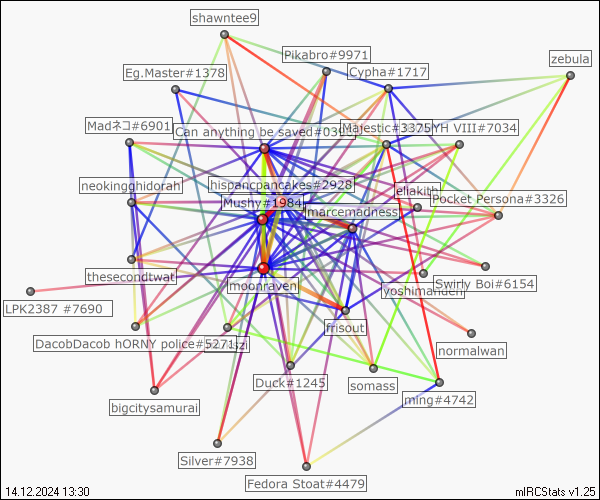 shawntee9
Pikabro#9971
zebula
Eg.Master#1378
Cypha#1717
Madネコ#6901
Can anything be saved#039
Majestic#3375
YH VIII#7034
neokingghidorah
hispancpancakes#2928
eliakith
Mushy#1984
marcemadness
Pocket Persona#3326
thesecondtwat
moonraven
yoshimanden
Swirly Boi#6154
LPK2387 #7690
frisout
DacobDacob hORNY police#5271
szi
normalwan
Duck#1245
somass
bigcitysamurai
ming#4742
Silver#7938
Fedora Stoat#4479
14.12.2024 13:30
mIRCStats v1.25